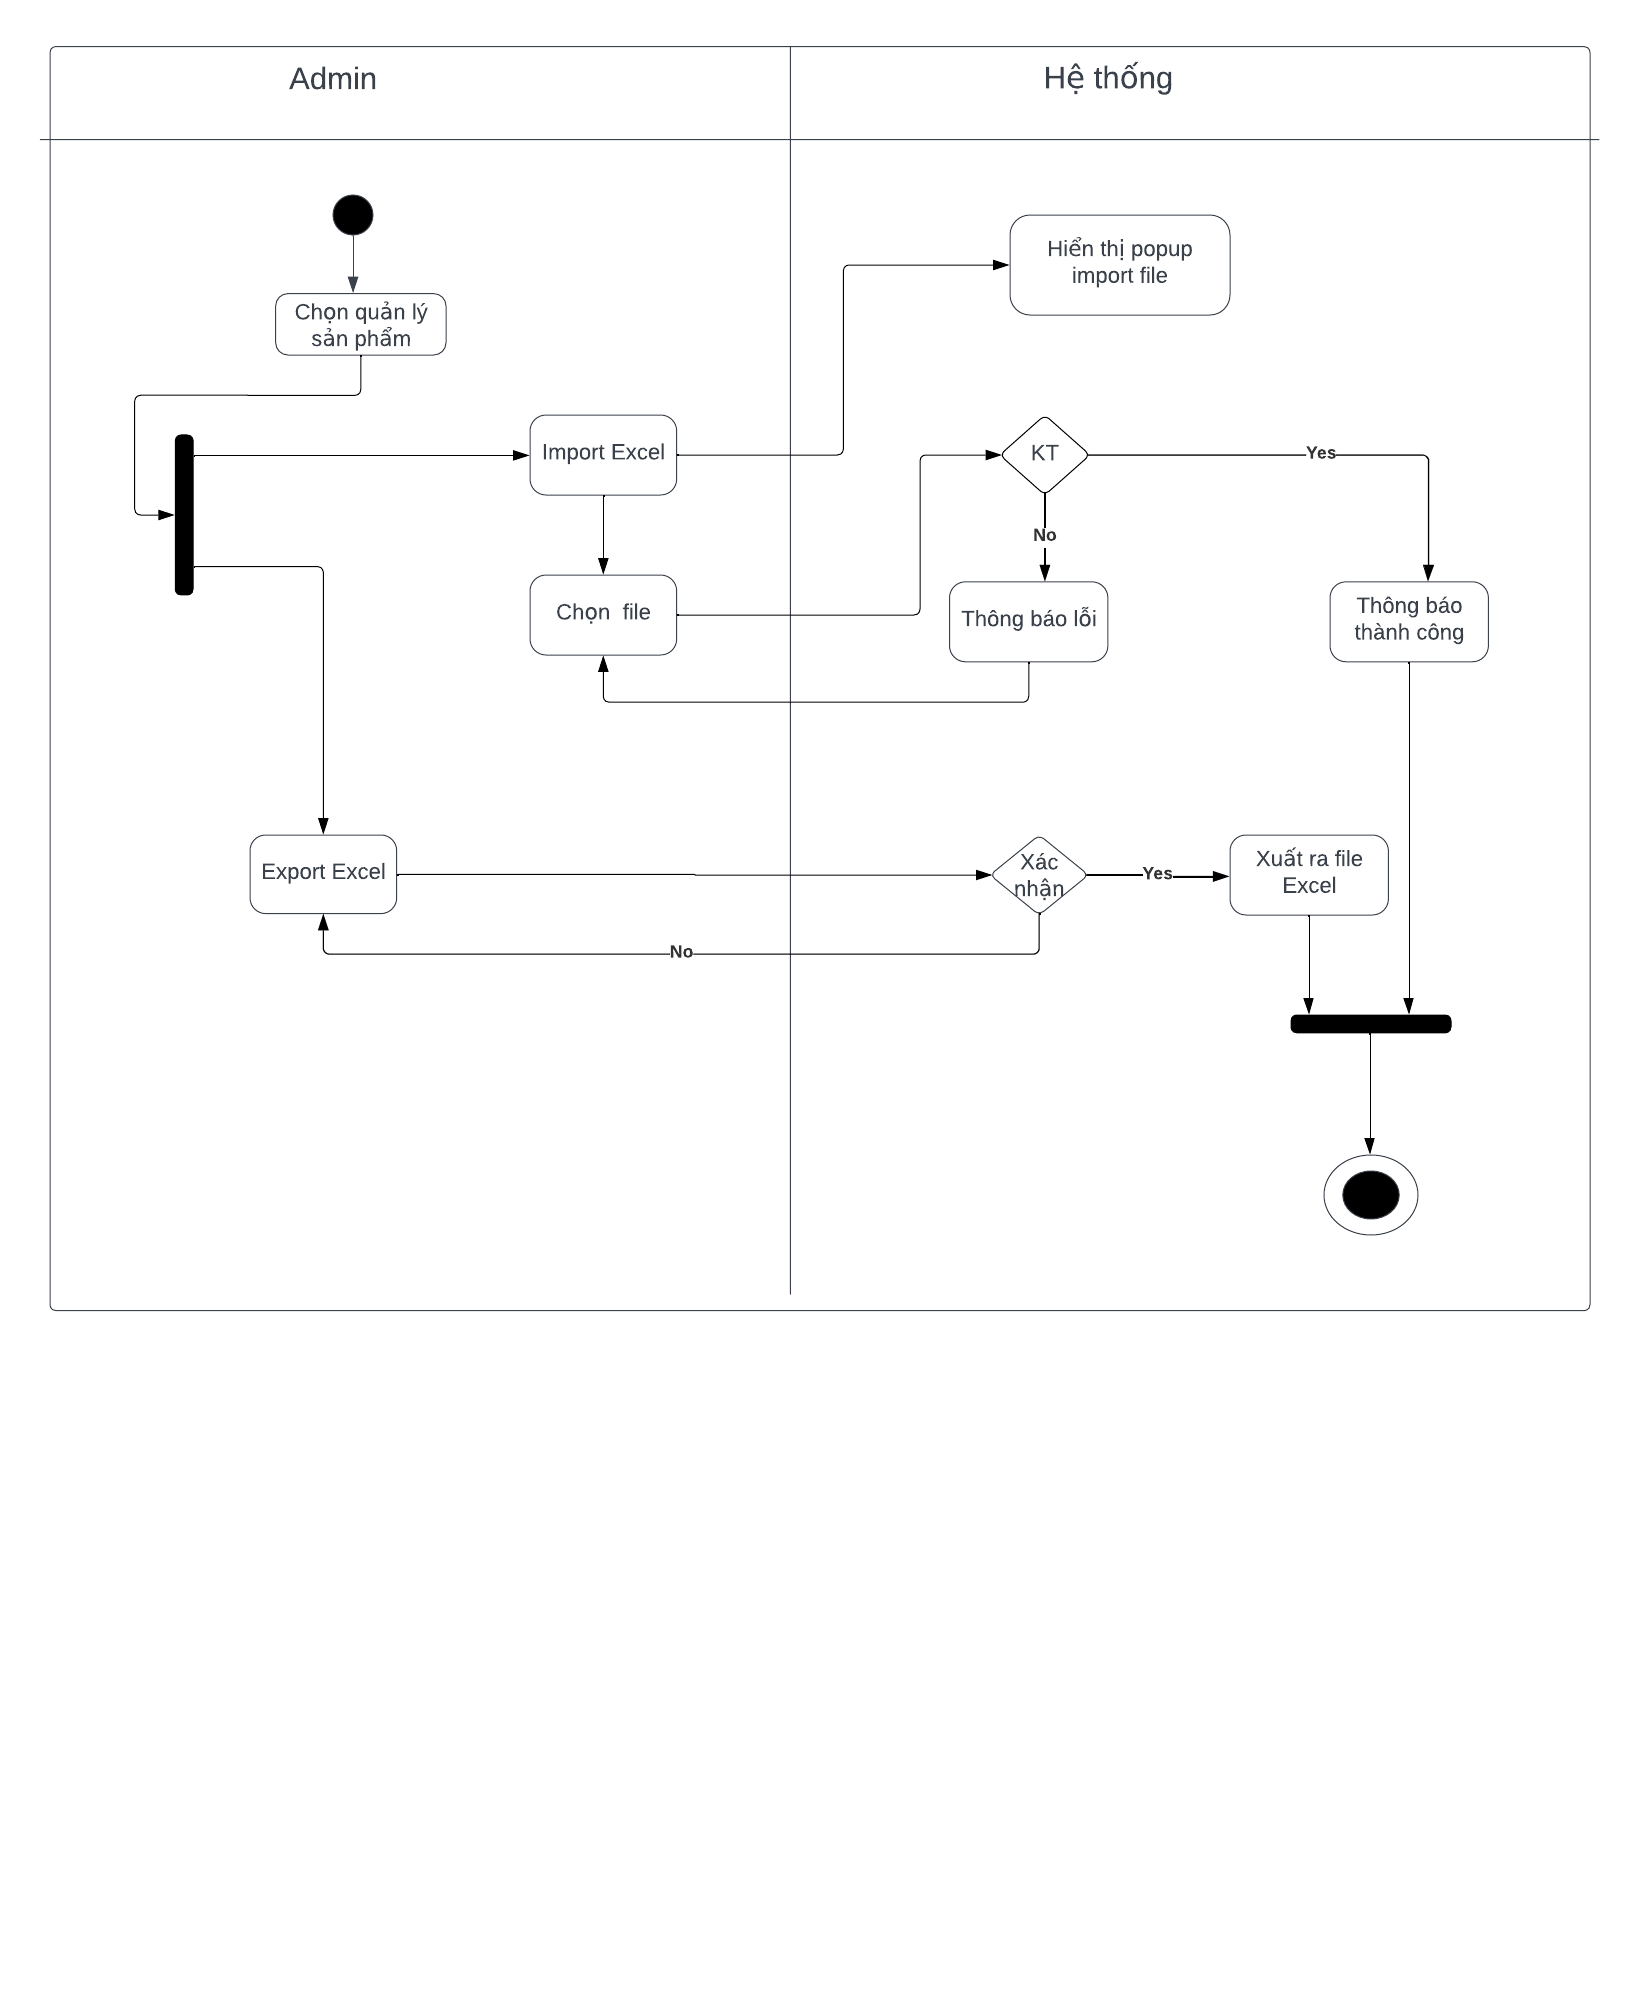 Admin
Hệ thống
Hiển thị popup
import file
Chọn quản lý
sản phẩm
Import Excel
KT
Yes
No
Chọn  file
Thông báo lỗi
Thông báo
thành công
Export Excel
Xác
nhận
Yes
Xuất ra file
Excel
No